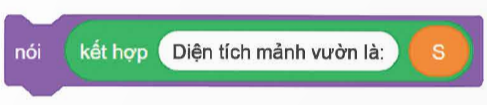 nói kết hợp Diện tích mảnh vườn là: S